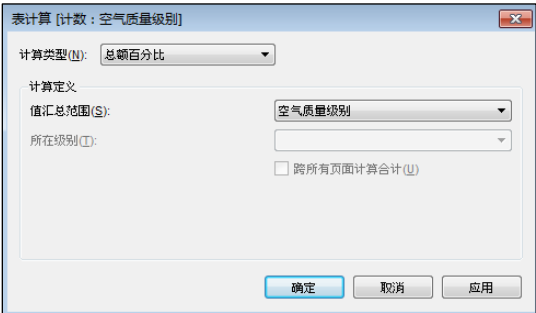 表计算 [计数：空气质量级别]
计算类型(N): 总额百分比
计算定义
值汇总范围(S): 空气质量级别
所在级别(T):
跨所有页面计算合计(U)
确定 取消 应用